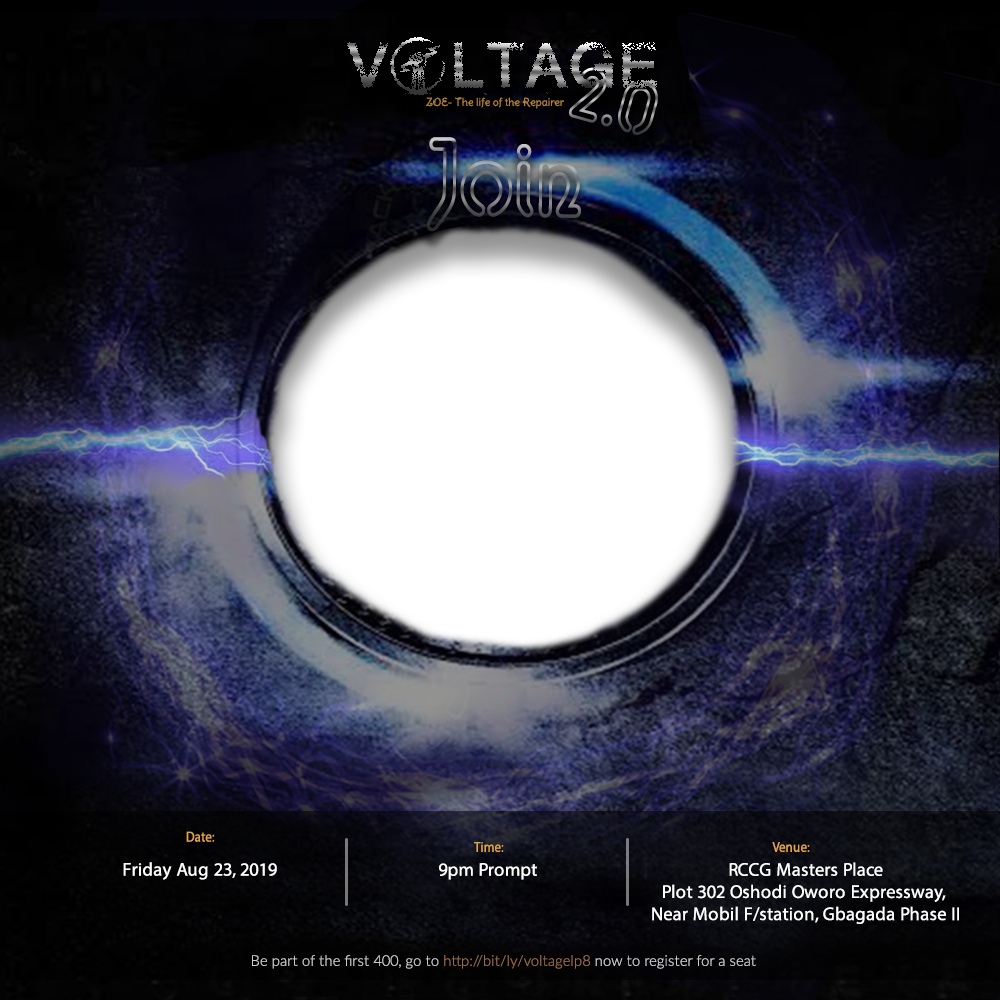 VOLTAGE
2.0
ZOE- The life of the Repairer
Join
Date:
Friday Aug 23, 2019
Time:
9pm Prompt
Venue:
RCCG Masters Place
Plot 302 Oshodi Oworo Expressway,
Near Mobil F/station, Gbagada Phase II
Be part of the first 400, go to http://bit/ly/voltagelp8 now to register for a seat